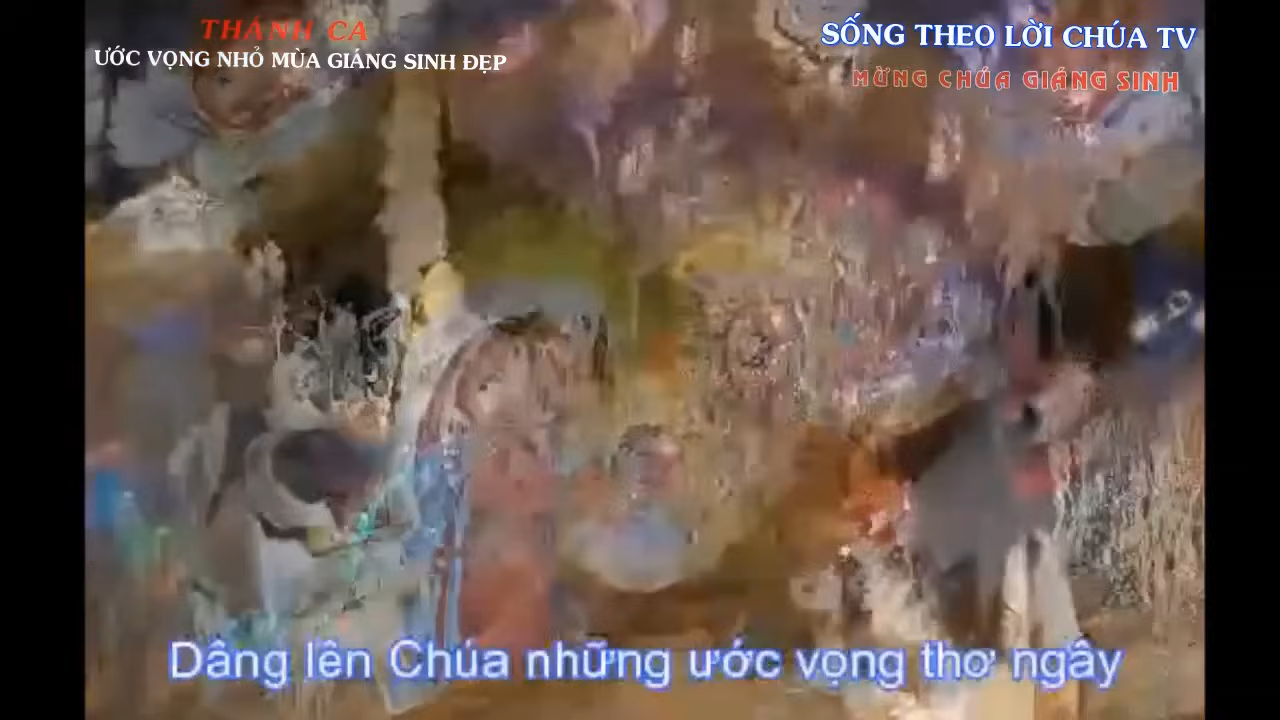 THÁNH CA
ƯỚC VỌNG NHỎ MÙA GIÁNG SINH ĐẸP
SỐNG THEO LỜI CHÚA TV
MỪNG CHÚA GIÁNG SINH
Dâng lên Chúa những ước vọng thơ ngây